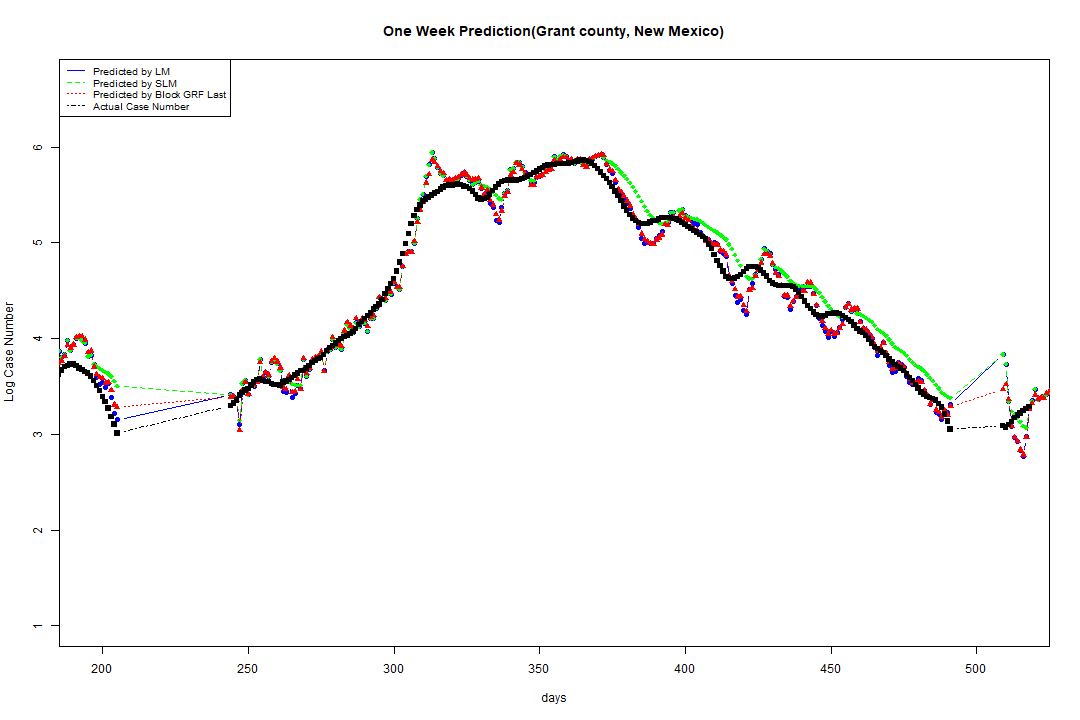 One Week Prediction(Grant county, New Mexico)
Predicted by LM
Predicted by SLM
Predicted by Block GRF Last
Actual Case Number
6
5
4
3
2
1
Log Case Number
200 250 300 350 400 450 500
days